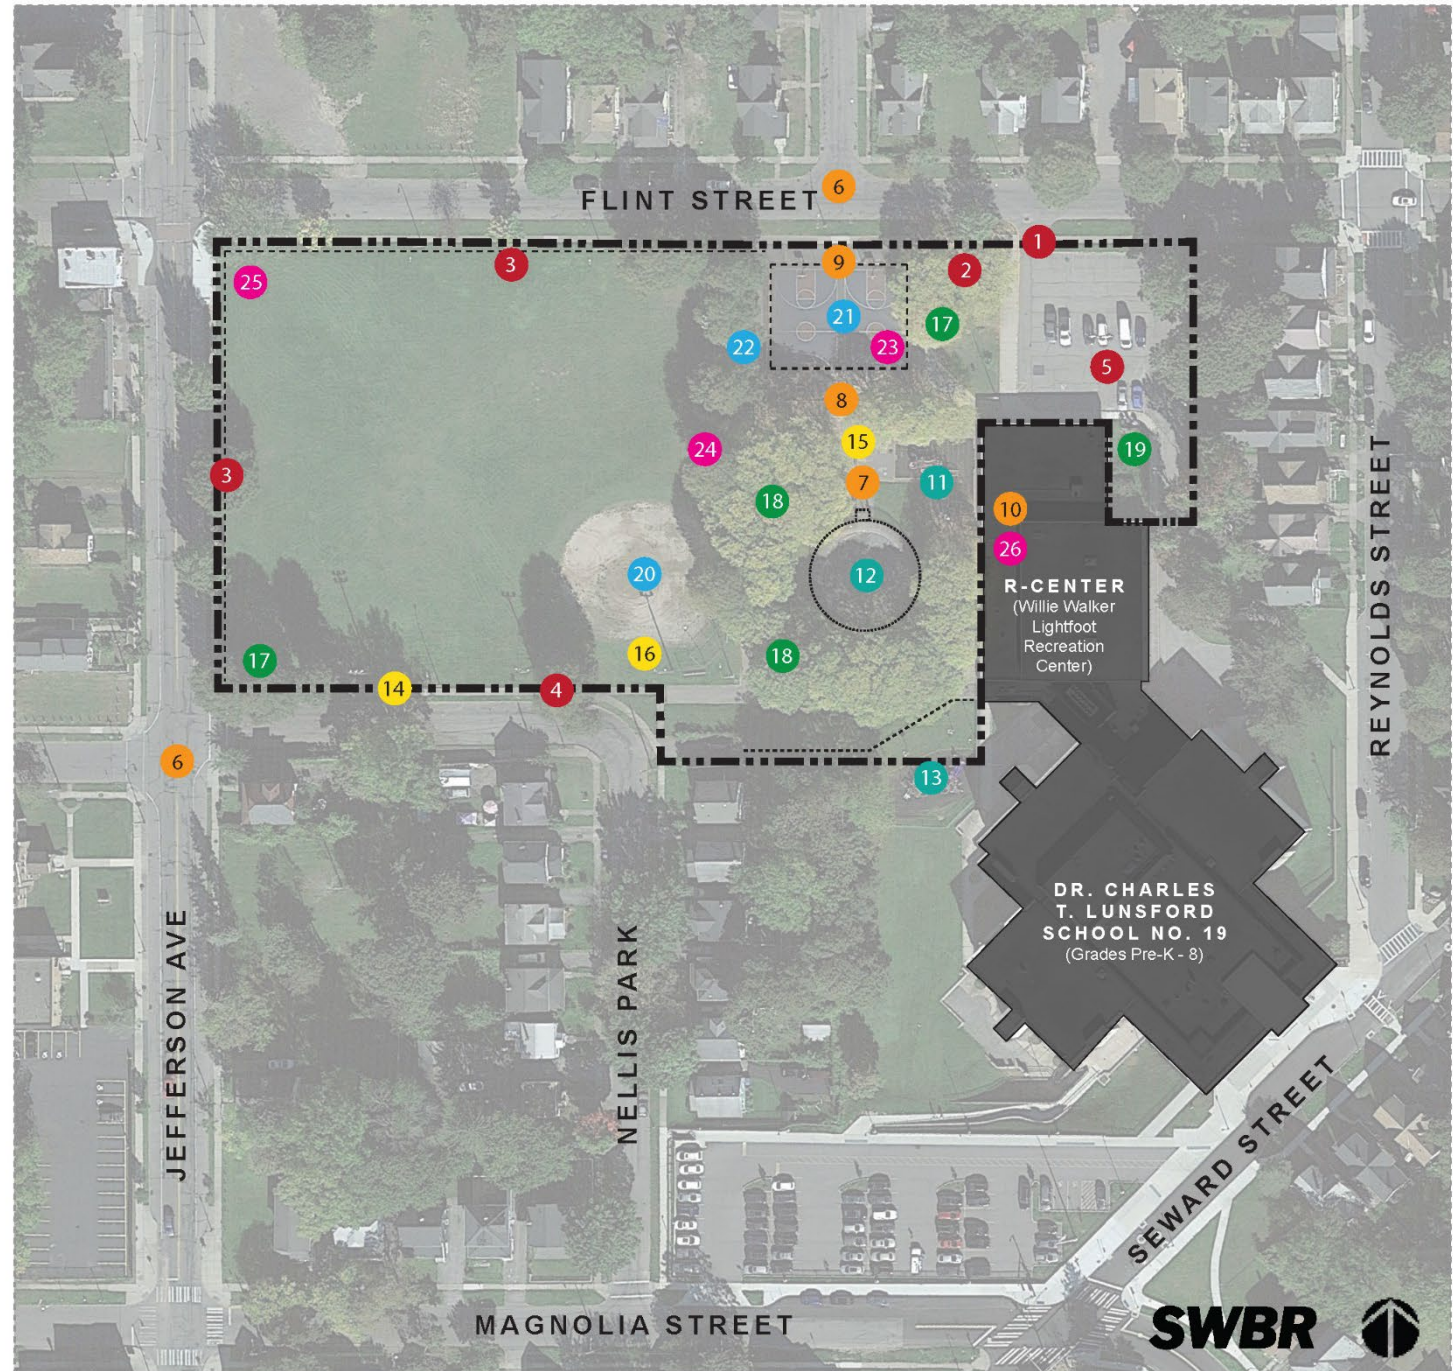 6
FLINT STREET
1
3
9
2
25
21
17
22
23
5
8
15
24
19
3
7
11
18
10
26
12
20
R-CENTER
(Willie Walker
Lightfoot
Recreation
Center)
16
18
17
14
4
6
13
REYNOLDS STREET
DR. CHARLES
T. LUNSFORD
SCHOOL NO. 19
(Grades Pre-K - 8)
JEFFERSON AVE
NELLIS PARK
SEWARD STREET
MAGNOLIA STREET
SWBR